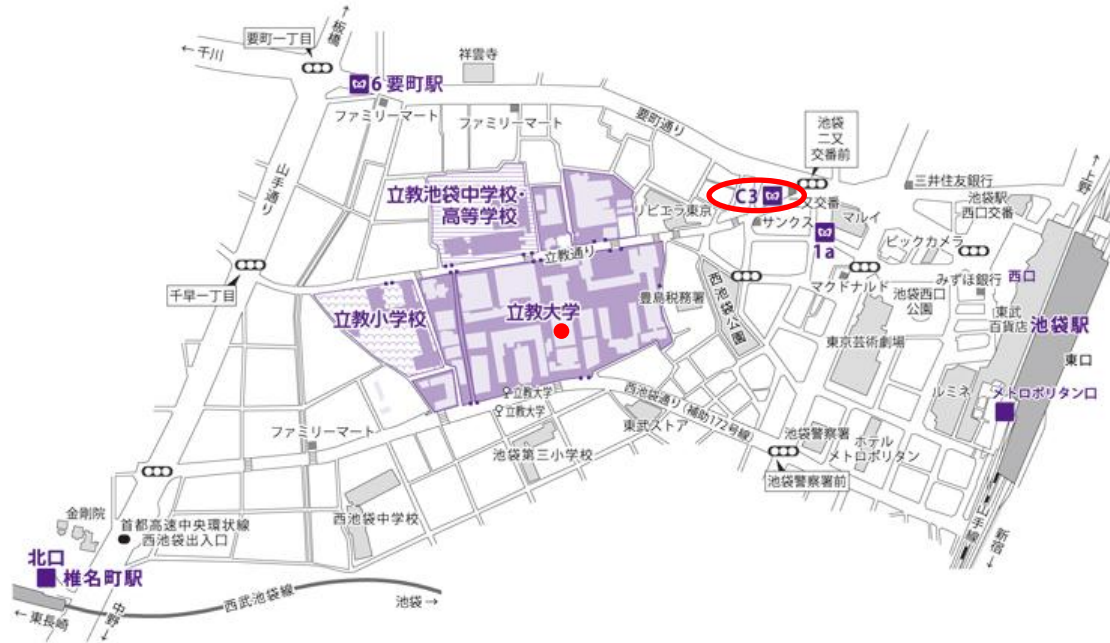 ← 千川
要町一丁目
↑
板橋
6 要町駅
ファミリーマート
祥雲寺
ファミリーマート
要町通り
池袋
二又
交番前
三井住友銀行
↑
上野
山手通り
立教池袋中学校・
高等学校
リビエラ東京
C3
又交番
サンクス
マルイ
1a
池袋駅
西口交番
ビックカメラ
立教通り
千早一丁目
立教小学校
立教大学
豊島税務署
西池袋公園
マクドナルド
みずほ銀行
西口
池袋西口
公園
東武
百貨店
池袋駅
東口
東京芸術劇場
ルミネ
メトロポリタン口
立教大学
立教大学
西池袋通り(補助172号線)
東武ストア
池袋警察署
ホテル
メトロポリタン
池袋警察署前
ファミリーマート
池袋第三小学校
西池袋中学校
金剛院
首都高速中央環状線
西池袋出入口
北口
椎名町駅
← 東長崎
中野
↓
西武池袋線
池袋 →
山手線
新宿
↓